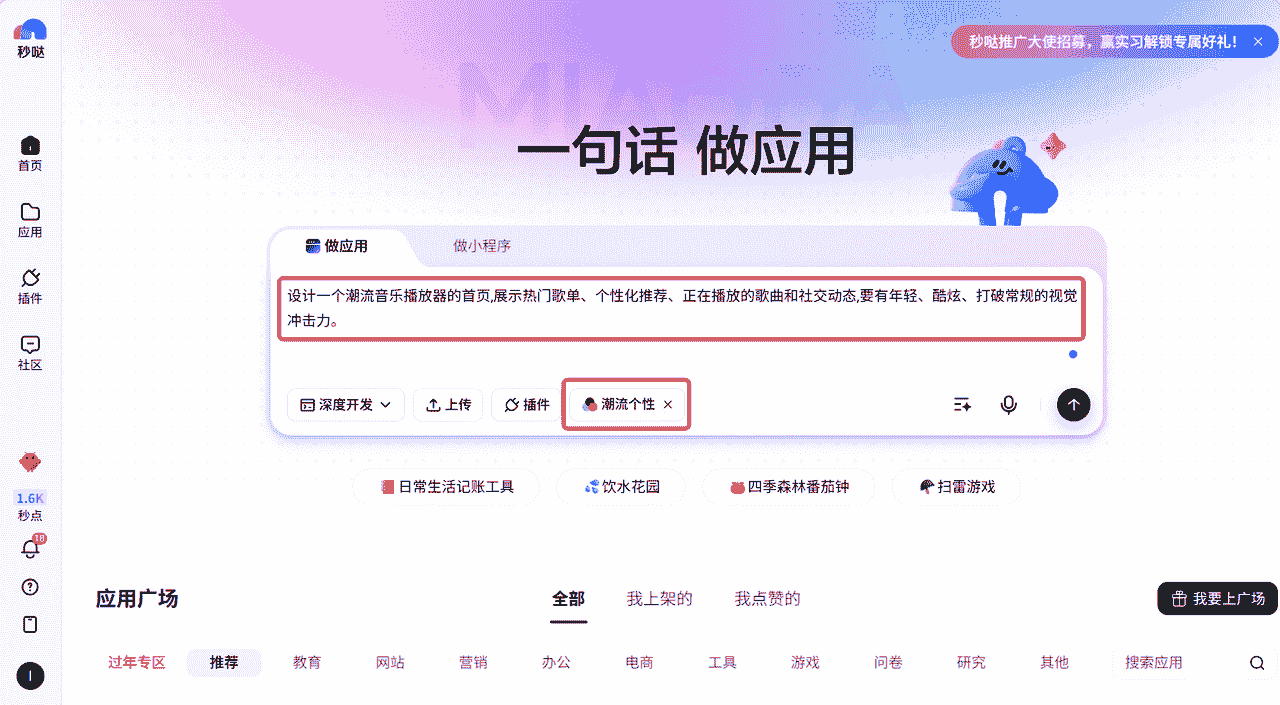 秒哒
秒哒推广大使招募，赢实习解锁专属好礼！
首页
应用
插件
社区
1.6K
秒点
18
一句话 做应用
做应用
做小程序
设计一个潮流音乐播放器的首页,展示热门歌单、个性化推荐、正在播放的歌曲和社交动态,要有年轻、酷炫、打破常规的视觉
冲击力。
深度开发
上传
插件
潮流个性
日常生活记账工具
饮水花园
四季森林番茄钟
扫雷游戏
应用广场
全部
我上架的
我点赞的
我要上广场
过年专区
推荐
教育
网站
营销
办公
电商
工具
游戏
问卷
研究
其他
搜索应用
I